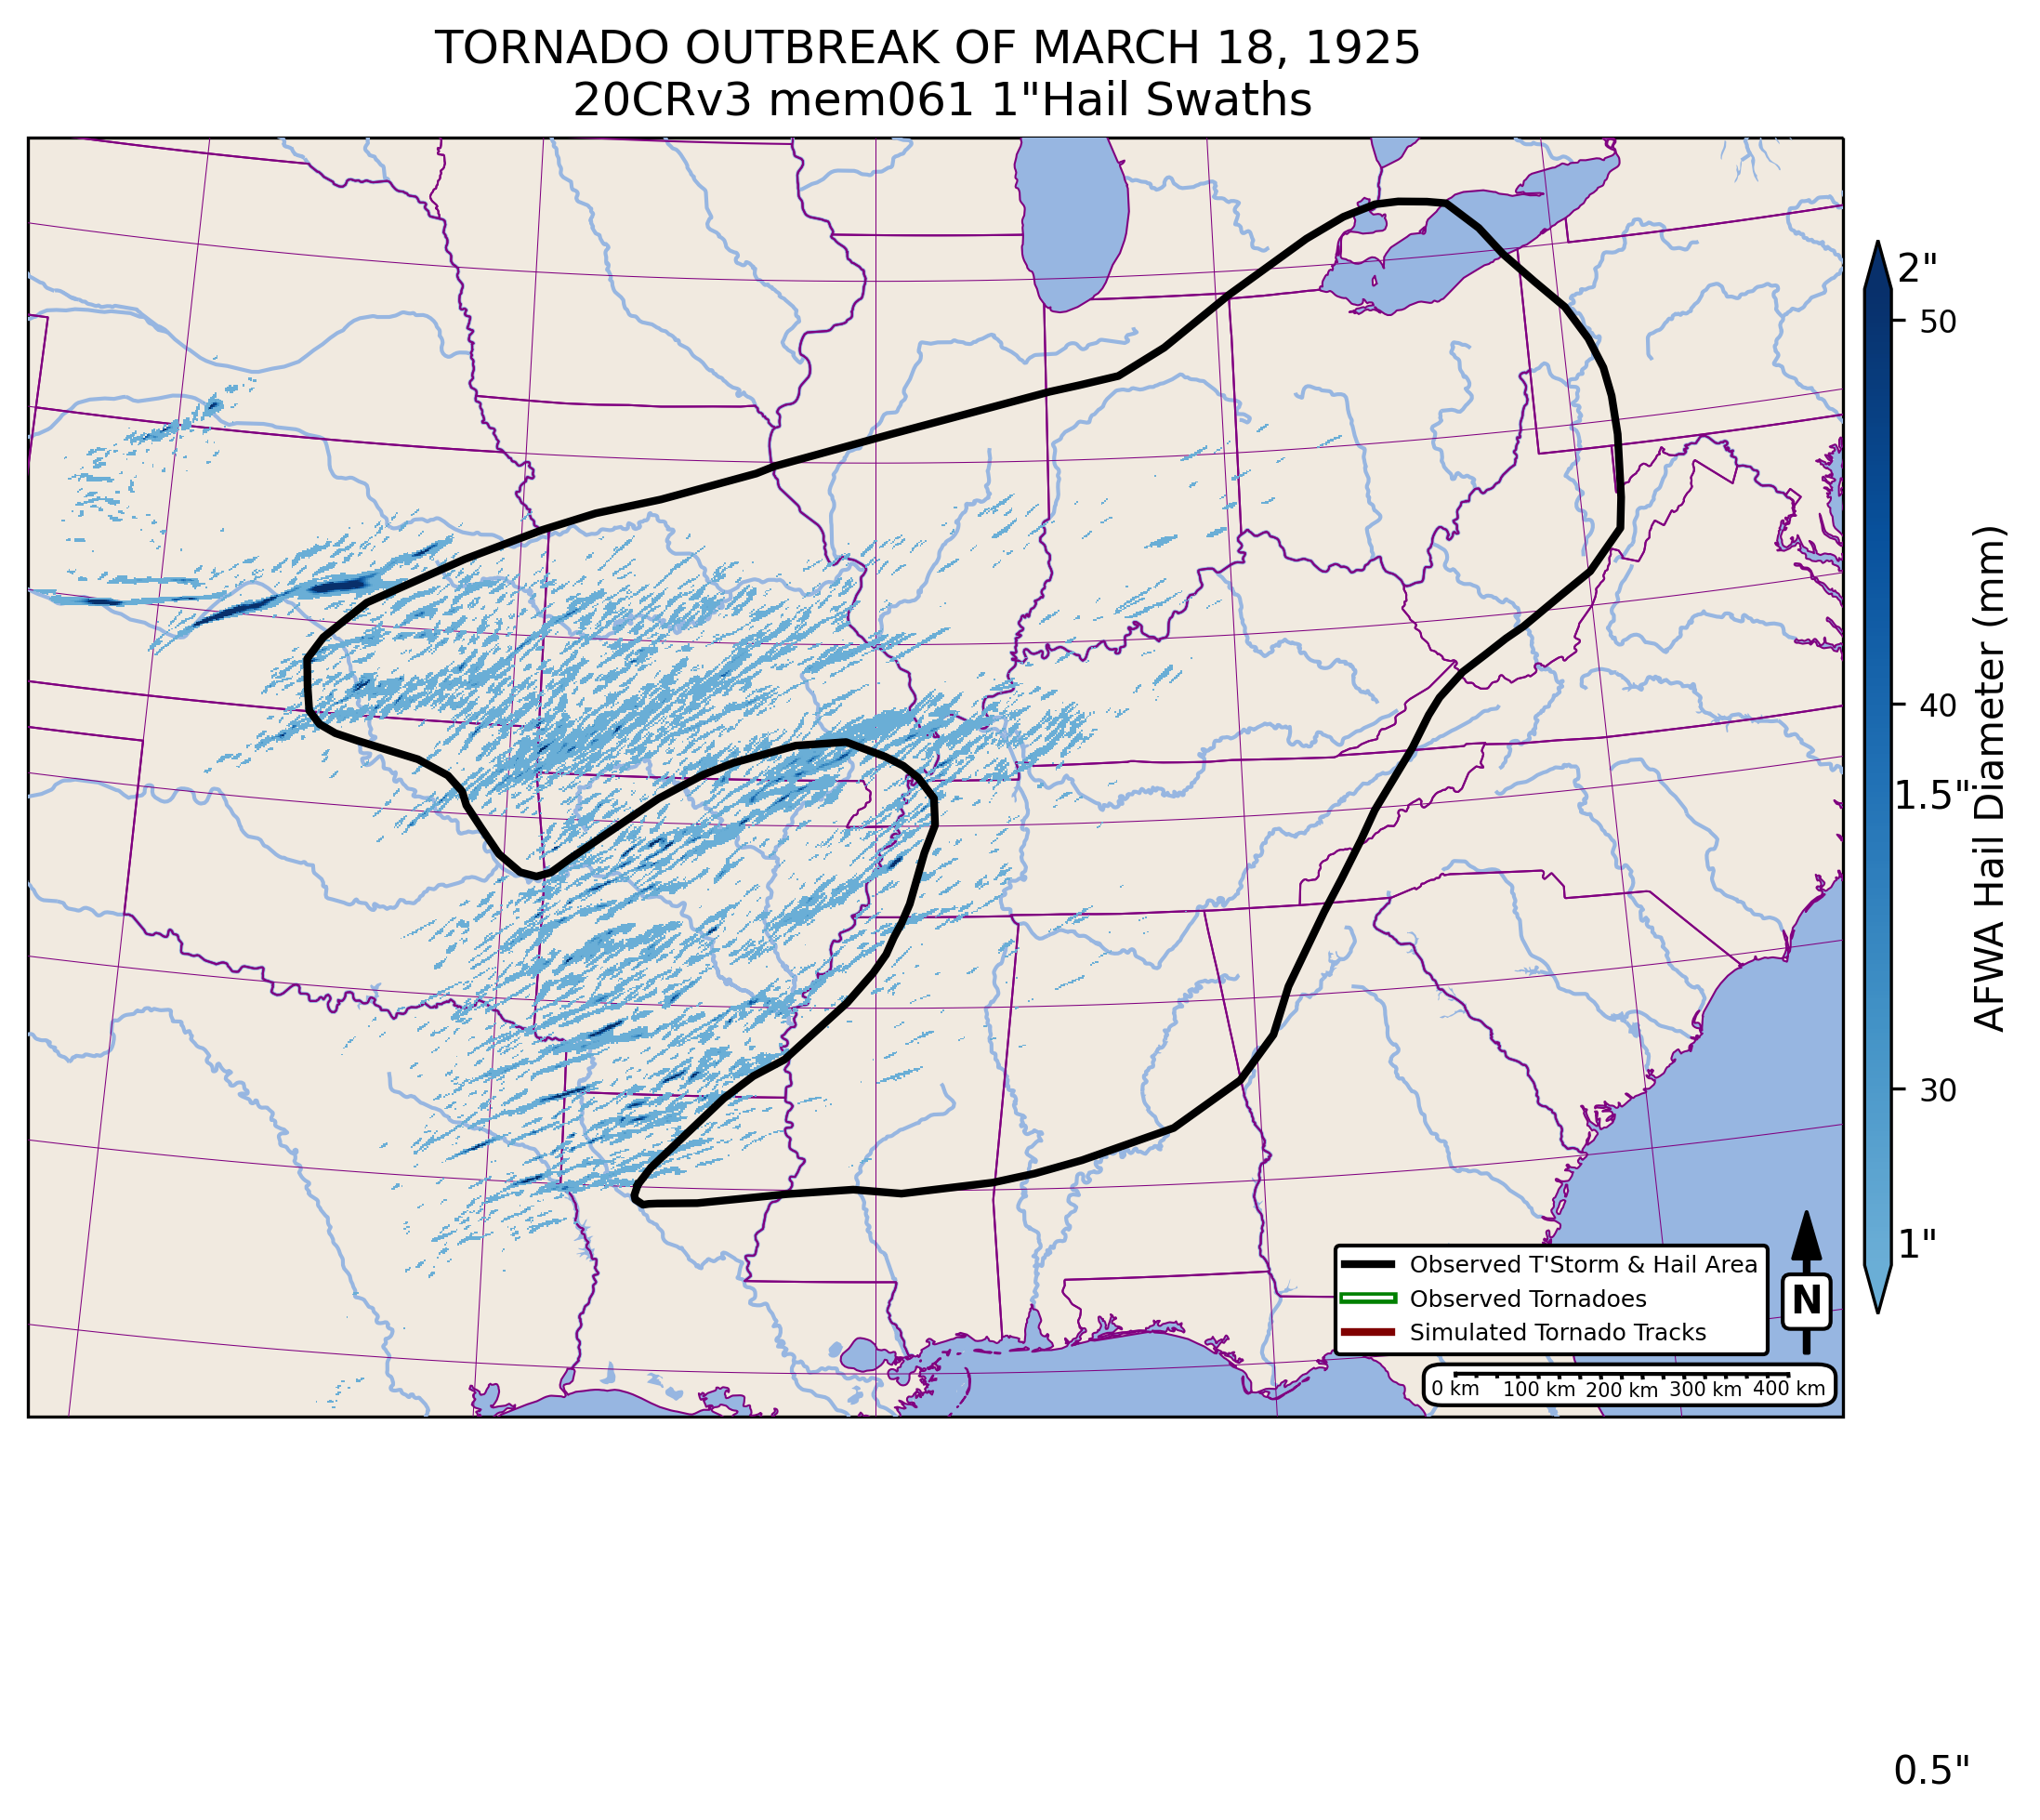 TORNADO OUTBREAK OF MARCH 18, 1925
20CRv3 mem061 1"Hail Swaths
2"
50
40
1.5"
30
1"
0.5"
AFWA Hail Diameter (mm)
Observed T'Storm & Hail Area
Observed Tornadoes
Simulated Tornado Tracks
N
0 km 100 km 200 km 300 km 400 km